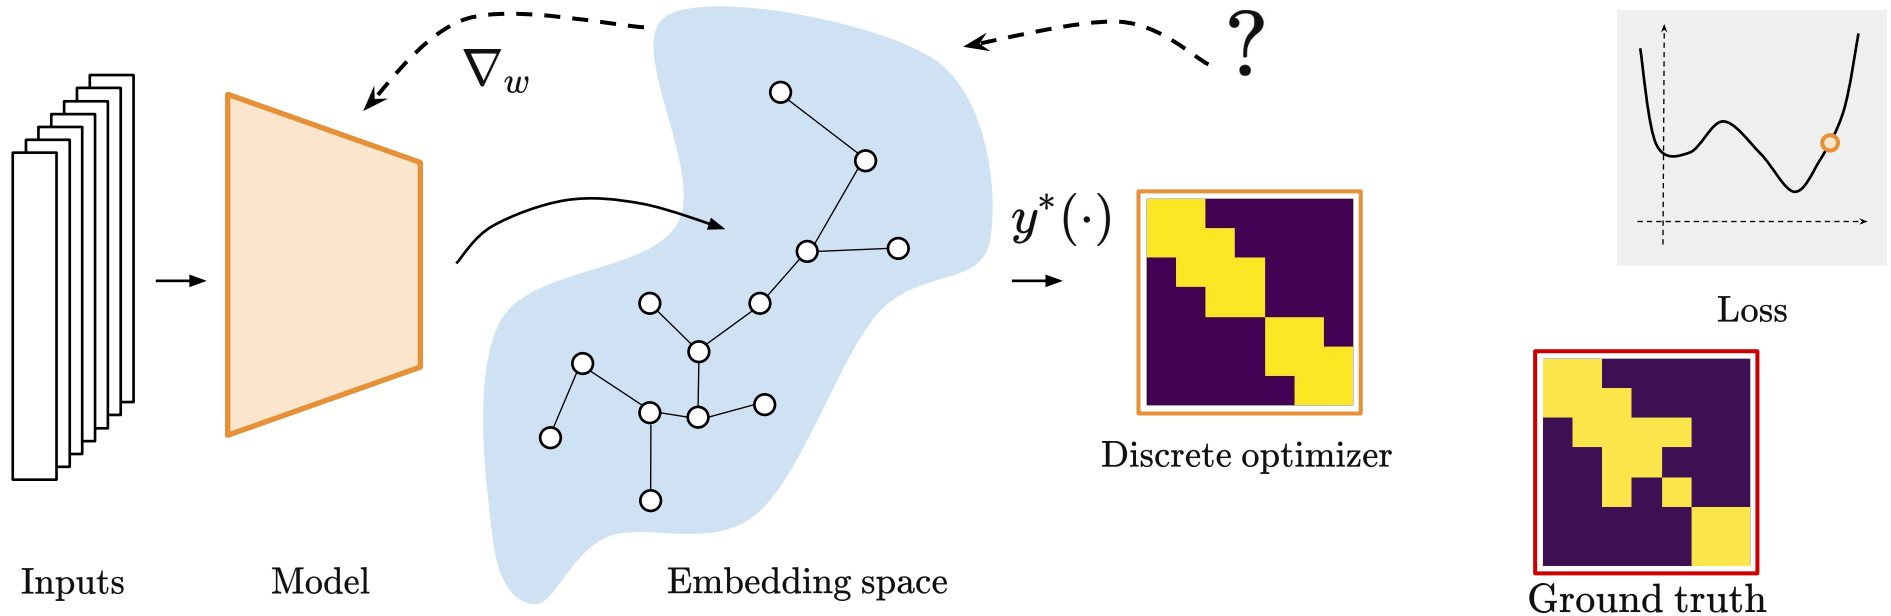 ∇w
?
y*(·)
Loss
Discrete optimizer
Inputs
Model
Embedding space
Ground truth